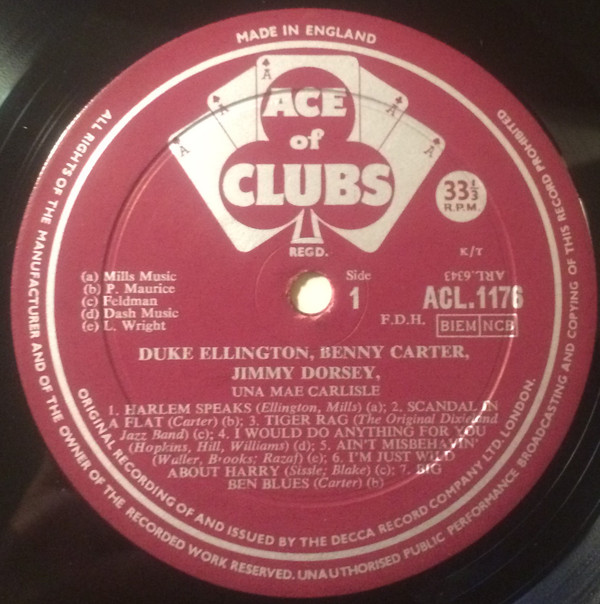 MADE IN ENGLAND
ALL RIGHTS OF THE MANUFACTURER AND OF THE OWNER OF THE RECORDED WORK RESERVED. UNAUTHORISED PUBLIC PERFORMANCE BROADCASTING AND COPYING OF THIS RECORD PROHIBITED
A
A
A
A
ACE
of
CLUBS
REGD.
33⅓
R.P.M.
K/T
ARL.6343
(a) Mills Music
(b) P. Maurice
(c) Feldman
(d) Dash Music
(e) L. Wright
Side
1
ACL.1176
F.D.H.
BIEM NCB
DUKE ELLINGTON, BENNY CARTER,
JIMMY DORSEY,
UNA MAE CARLISLE
1. HARLEM SPEAKS (Ellington, Mills) (a); 2. SCANDAL IN
A FLAT (Carter) (b); 3. TIGER RAG (The Original Dixieland
Jazz Band) (c); 4. I WOULD DO ANYTHING FOR YOU
(Hopkins, Hill, Williams) (d); 5. AIN'T MISBEHAVIN'
(Waller, Brooks; Razaf) (e); 6. I'M JUST WILD
ABOUT HARRY (Sissle; Blake) (c); 7. BIG
BEN BLUES (Carter) (b)
ORIGINAL RECORDING OF AND ISSUED BY THE DECCA RECORD COMPANY LTD. LONDON.